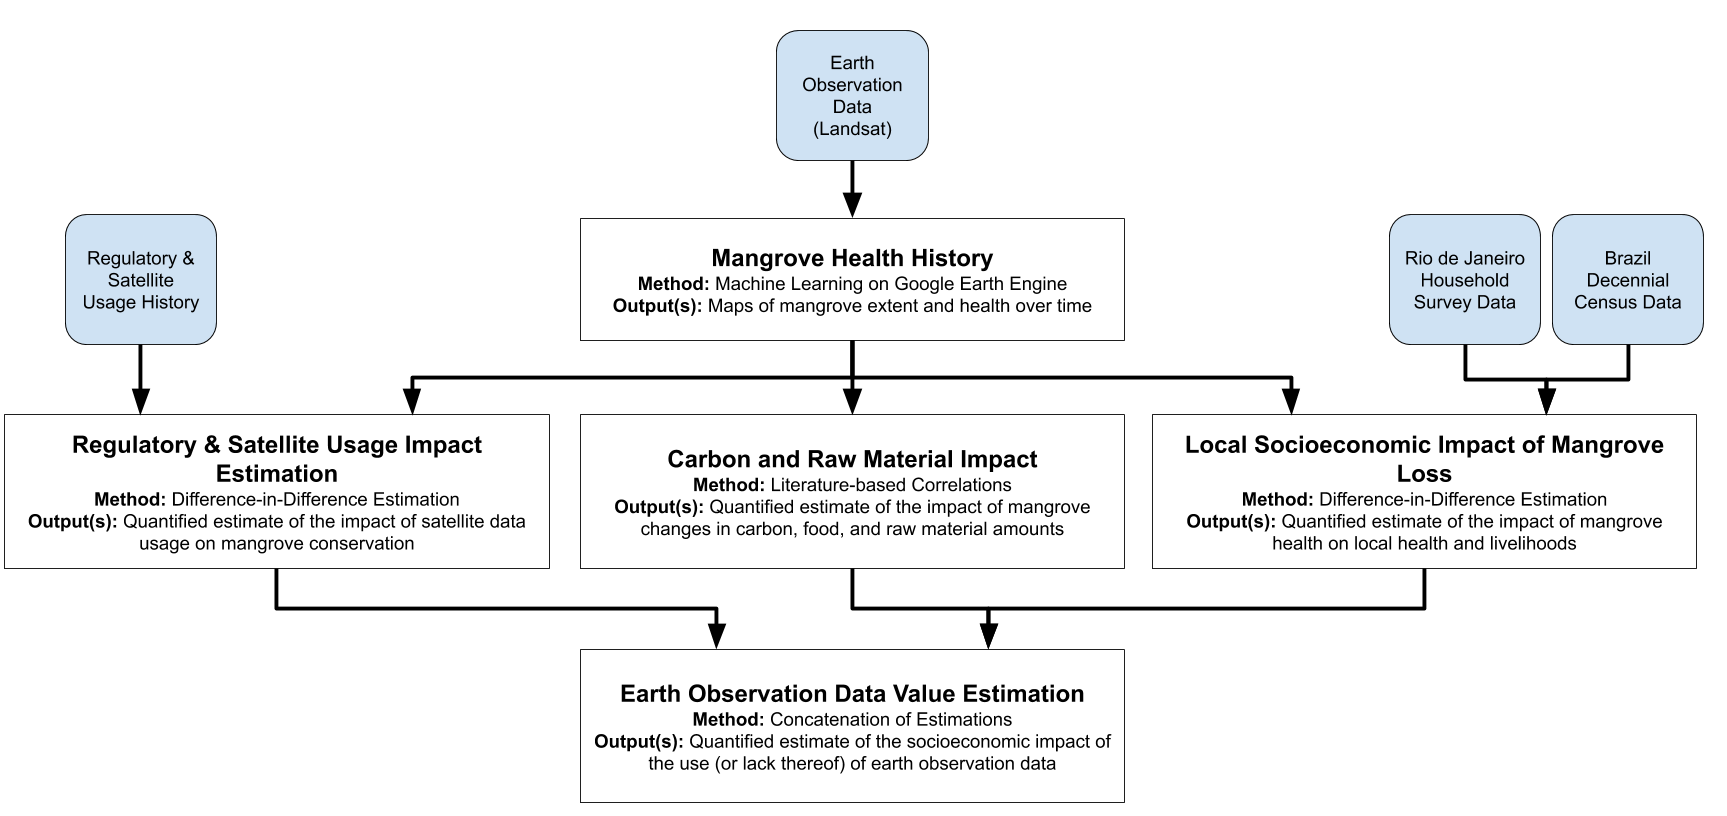 Earth
Observation
Data
(Landsat)
Regulatory &
Satellite
Usage History
Mangrove Health History
Method: Machine Learning on Google Earth Engine
Output(s): Maps of mangrove extent and health over time
Rio de Janeiro
Household
Survey Data
Brazil
Decennial
Census Data
Regulatory & Satellite Usage Impact
Estimation
Method: Difference-in-Difference Estimation
Output(s): Quantified estimate of the impact of satellite data
usage on mangrove conservation
Carbon and Raw Material Impact
Method: Literature-based Correlations
Output(s): Quantified estimate of the impact of mangrove
changes in carbon, food, and raw material amounts
Local Socioeconomic Impact of Mangrove
Loss
Method: Difference-in-Difference Estimation
Output(s): Quantified estimate of the impact of mangrove
health on local health and livelihoods
Earth Observation Data Value Estimation
Method: Concatenation of Estimations
Output(s): Quantified estimate of the socioeconomic impact of
the use (or lack thereof) of earth observation data